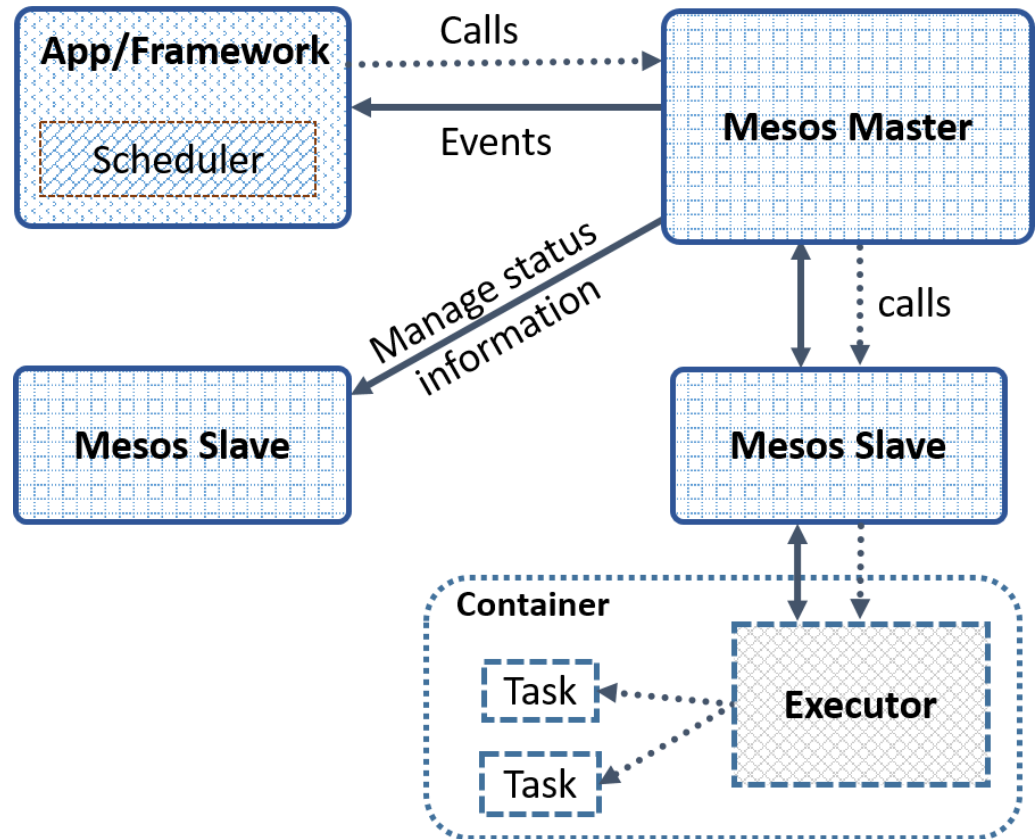 App/Framework
Scheduler
Calls
Events
Mesos Master
Manage status
information
calls
Mesos Slave
Mesos Slave
Container
Task
Task
Executor